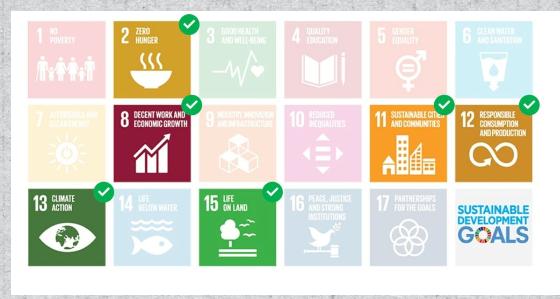 1 NO
POVERTY
2 ZERO
HUNGER
3 GOOD HEALTH
AND WELL-BEING
4 QUALITY
EDUCATION
5 GENDER
EQUALITY
6 CLEAN WATER
AND SANITATION
7 AFFORDABLE AND
CLEAN ENERGY
8 DECENT WORK AND
ECONOMIC GROWTH
9 INDUSTRY, INNOVATION
AND INFRASTRUCTURE
10 REDUCED
INEQUALITIES
11 SUSTAINABLE CITIES
AND COMMUNITIES
12 RESPONSIBLE
CONSUMPTION
AND PRODUCTION
13 CLIMATE
ACTION
14 LIFE
BELOW WATER
15 LIFE
ON LAND
16 PEACE, JUSTICE
AND STRONG
INSTITUTIONS
17 PARTNERSHIPS
FOR THE GOALS
SUSTAINABLE
DEVELOPMENT
GOALS